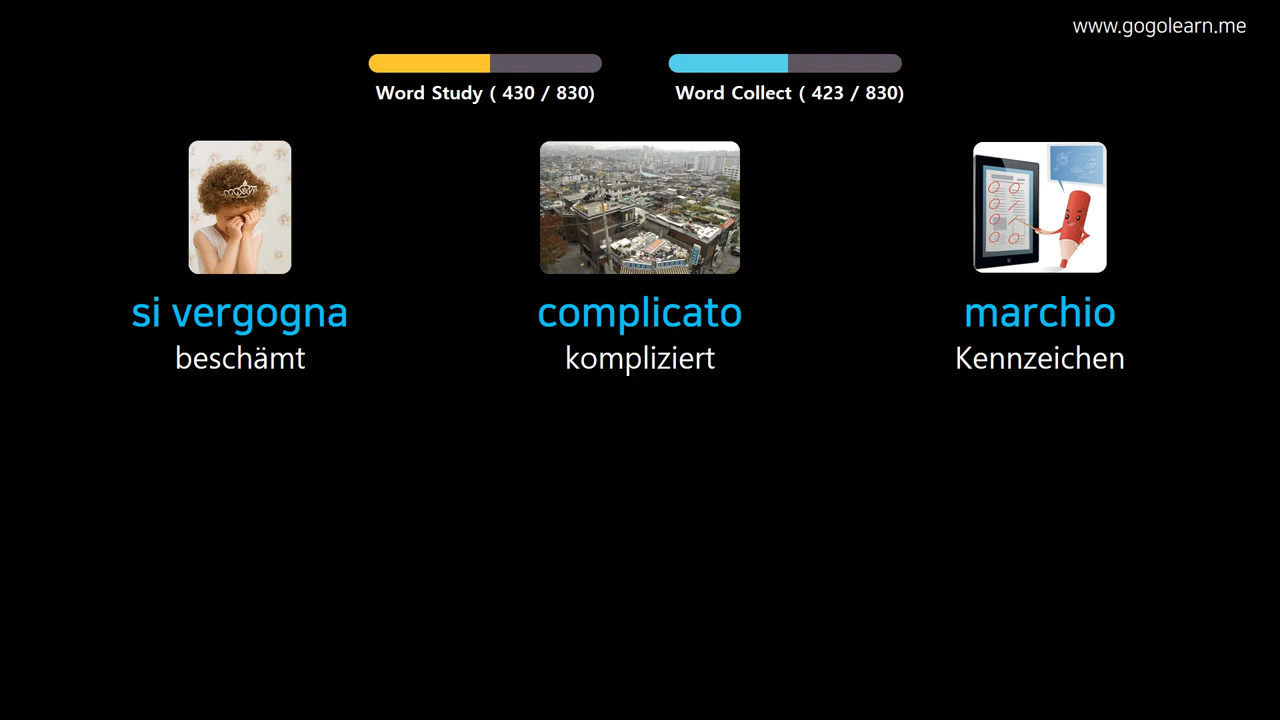 www.gogolearn.me
Word Study ( 430 / 830)
Word Collect ( 423 / 830)
si vergogna
beschämt
complicato
kompliziert
marchio
Kennzeichen